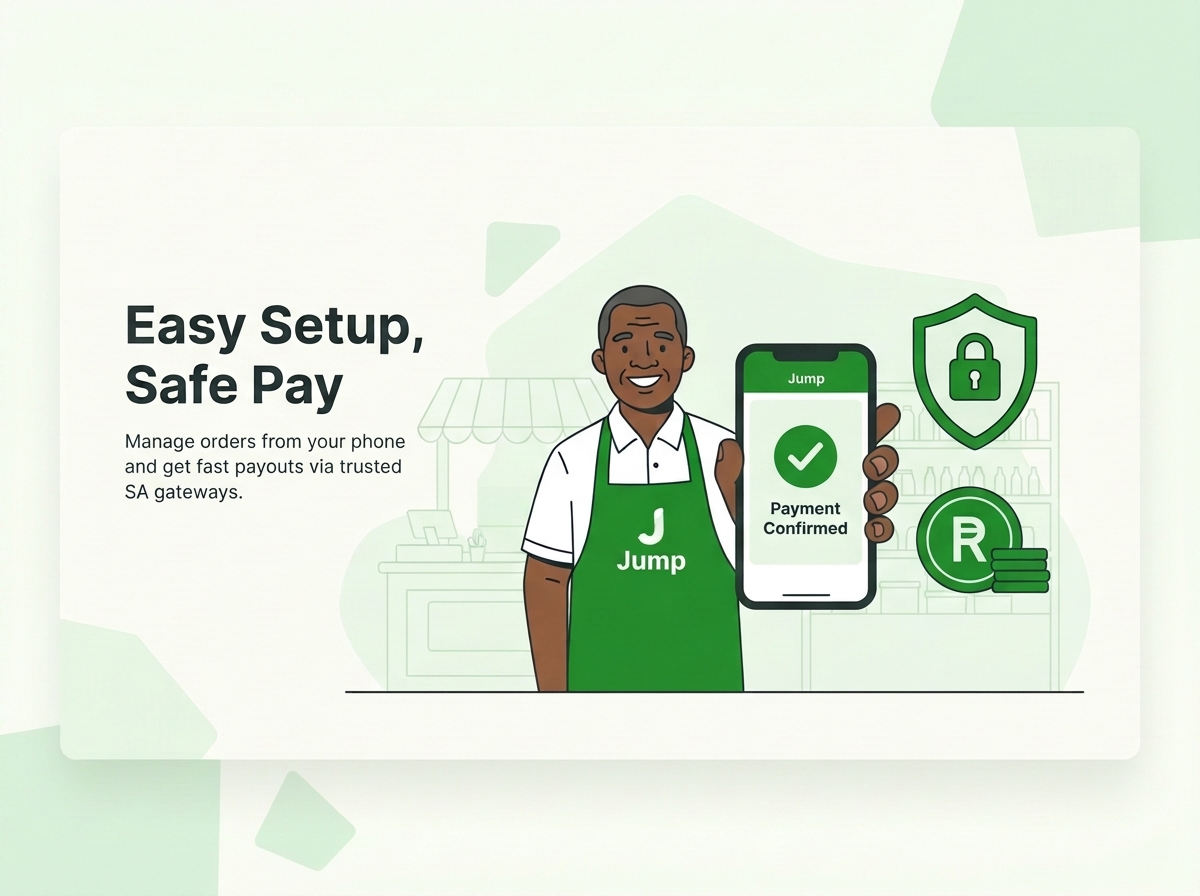 Easy Setup,
Safe Pay
Manage orders from your phone
and get fast payouts via trusted
SA gateways.
J
Jump
Jump
Payment
Confirmed
R